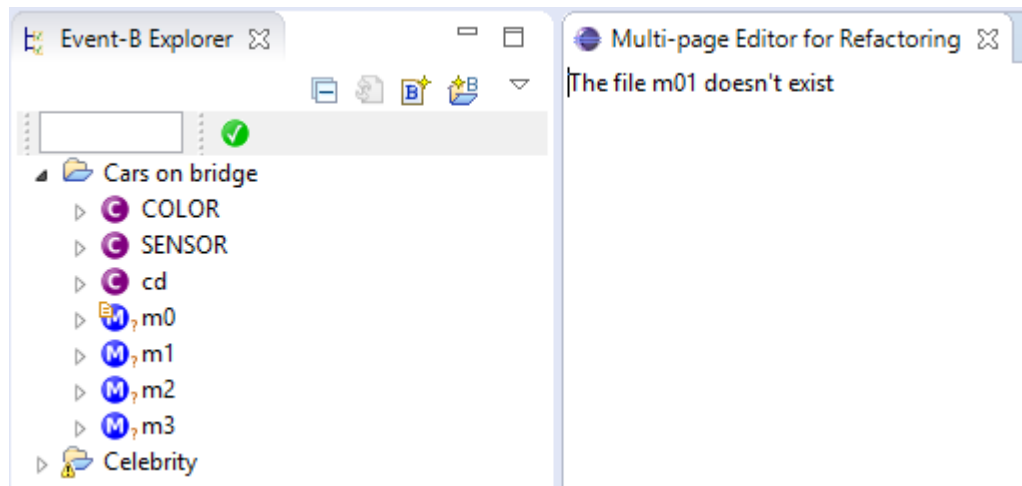 Event-B Explorer
Multi-page Editor for Refactoring
The file m01 doesn't exist
Cars on bridge
COLOR
SENSOR
cd
m0
m1
m2
m3
Celebrity